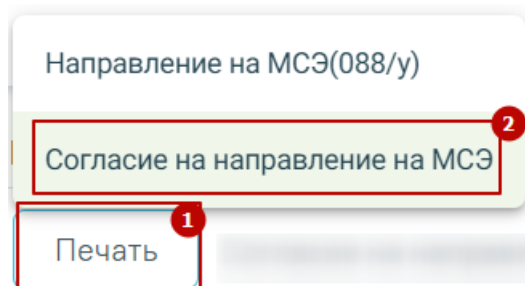 Направление на МСЭ(088/у)
2
Согласие на направление на МСЭ
1
Печать